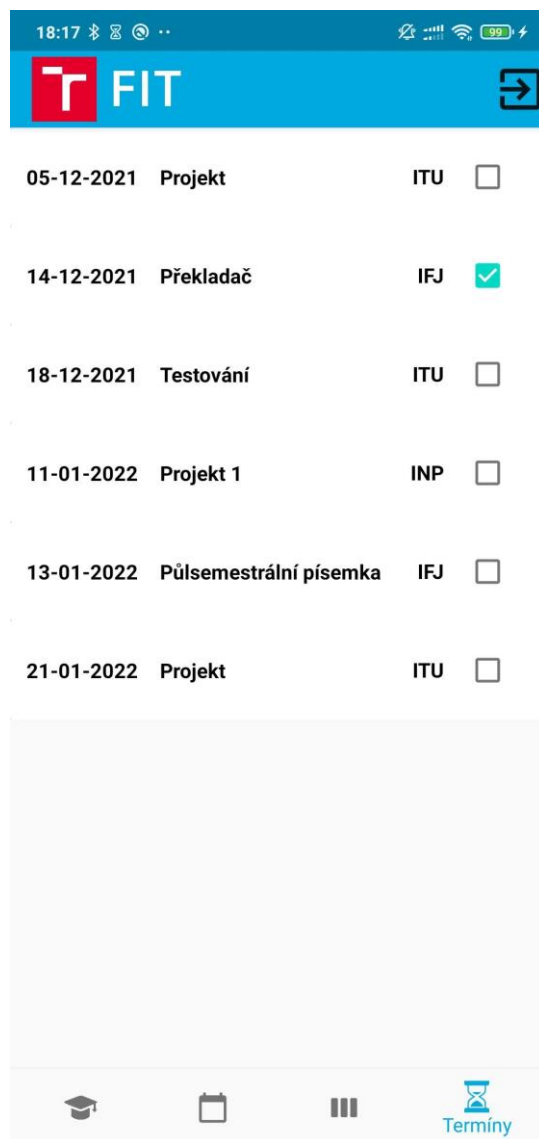 18:17
99
FIT
05-12-2021 Projekt ITU
14-12-2021 Překladač IFJ
18-12-2021 Testování ITU
11-01-2022 Projekt 1 INP
13-01-2022 Půlsemestrální písemka IFJ
21-01-2022 Projekt ITU
Termíny